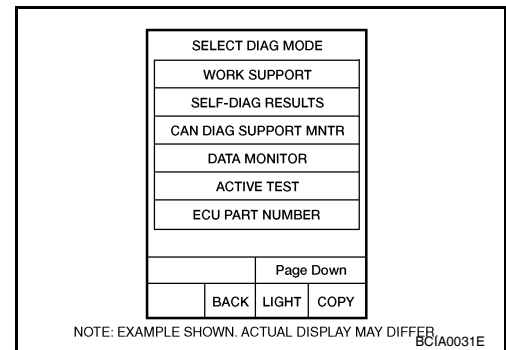 SELECT DIAG MODE
WORK SUPPORT
SELF-DIAG RESULTS
CAN DIAG SUPPORT MNTR
DATA MONITOR
ACTIVE TEST
ECU PART NUMBER
Page Down
BACK LIGHT COPY
NOTE: EXAMPLE SHOWN. ACTUAL DISPLAY MAY DIFFER.
BCIA0031E